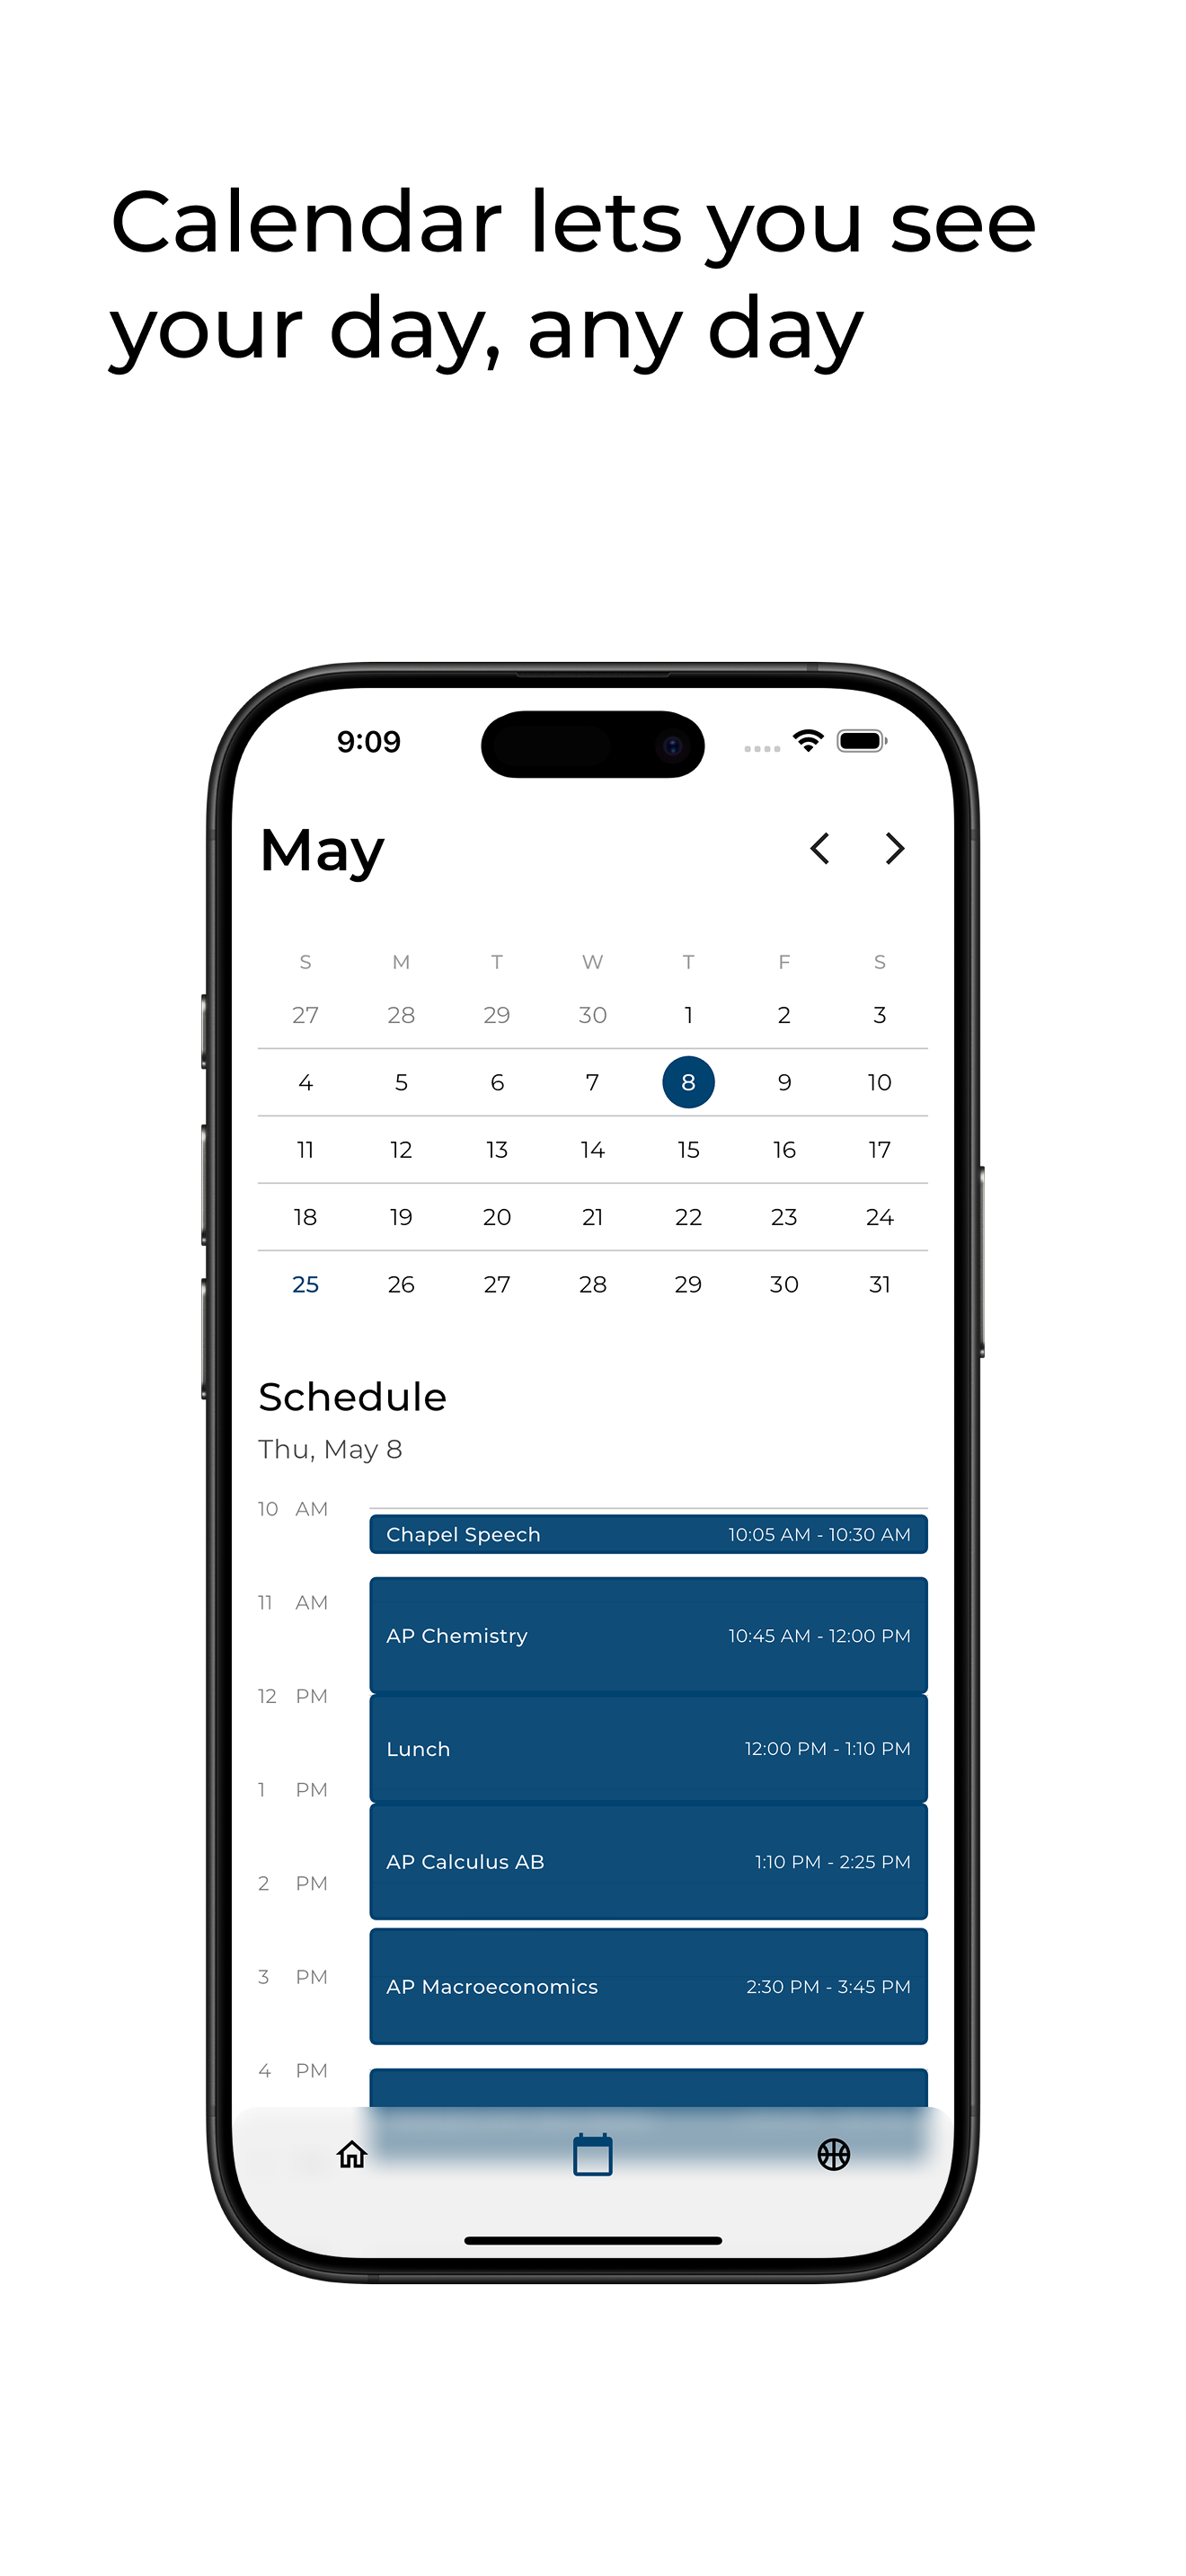 Calendar lets you see
your day, any day
9:09
May
S M T W T F S
27 28 29 30 1 2 3
4 5 6 7 8 9 10
11 12 13 14 15 16 17
18 19 20 21 22 23 24
25 26 27 28 29 30 31
Schedule
Thu, May 8
10 AM
Chapel Speech 10:05 AM - 10:30 AM
11 AM
AP Chemistry 10:45 AM - 12:00 PM
12 PM
Lunch 12:00 PM - 1:10 PM
1 PM
AP Calculus AB 1:10 PM - 2:25 PM
2 PM
3 PM
AP Macroeconomics 2:30 PM - 3:45 PM
4 PM